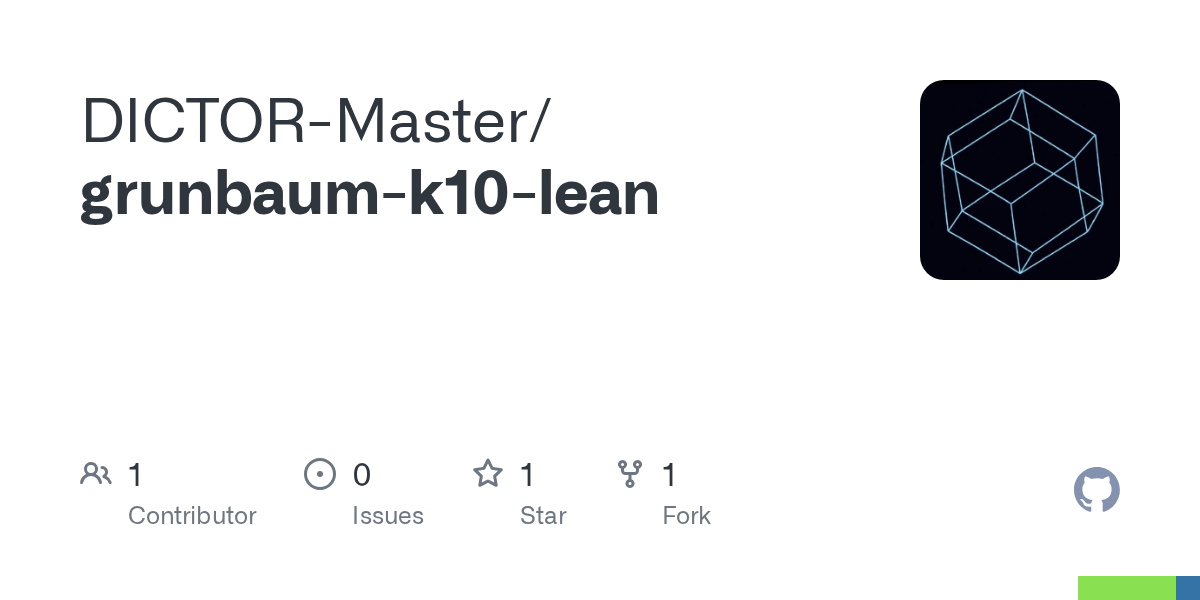 DICTOR-Master/
grunbaum-k10-lean
1
Contributor
0
Issues
1
Star
1
Fork